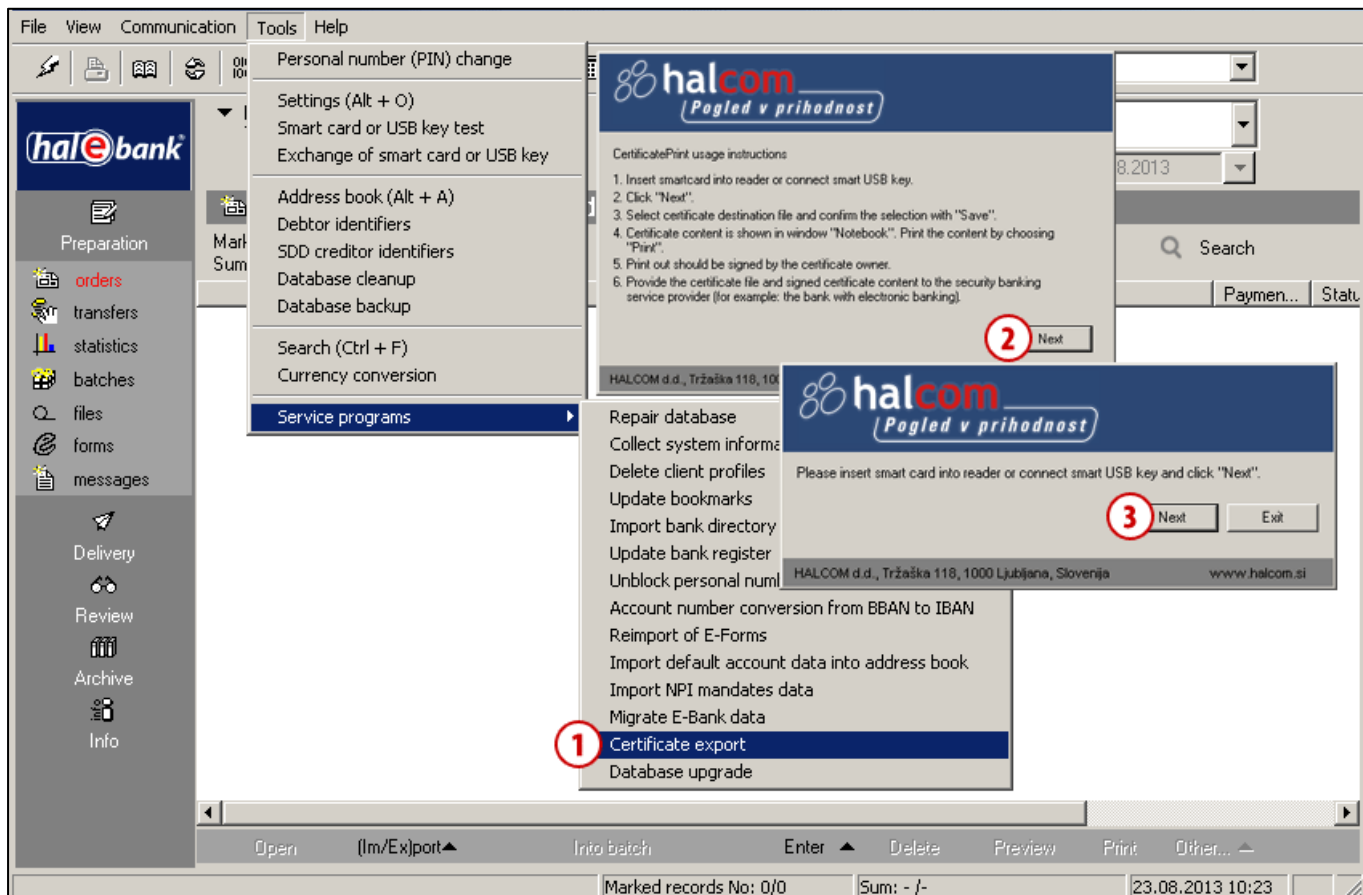 File View Communication Tools Help
Personal number (PIN) change
Settings (Alt + O)
Smart card or USB key test
Exchange of smart card or USB key
Address book (Alt + A)
Debtor identifiers
SDD creditor identifiers
Database cleanup
Database backup
Search (Ctrl + F)
Currency conversion
Service programs
halcom
Pogled v prihodnost
CertificatePrint usage instructions
1. Insert smartcard into reader or connect smart USB key.
2. Click "Next".
3. Select certificate destination file and confirm the selection with "Save".
4. Certificate content is shown in window "Notebook". Print the content by choosing
"Print".
5. Print out should be signed by the certificate owner.
6. Provide the certificate file and signed certificate content to the security banking
service provider (for example: the bank with electronic banking).
2 Next
HALCOM d.d., Tržaška 118, 100
8.2013
Search
Paymen... Statu
halebank
Preparation
orders
transfers
statistics
batches
files
forms
messages
Delivery
Review
Archive
Info
Mark
Sum
Repair database
Collect system informa
Delete client profiles
Update bookmarks
Import bank directory
Update bank register
Unblock personal num
Account number conversion from BBAN to IBAN
Reimport of E-Forms
Import default account data into address book
Import NPI mandates data
Migrate E-Bank data
1 Certificate export
Database upgrade
halcom
Pogled v prihodnost
Please insert smart card into reader or connect smart USB key and click "Next".
3 Next Exit
HALCOM d.d., Tržaška 118, 1000 Ljubljana, Slovenija www.halcom.si
Open (Im/Ex)port Into batch Enter Delete Preview Print Other...
Marked records No: 0/0 Sum: - /- 23.08.2013 10:23